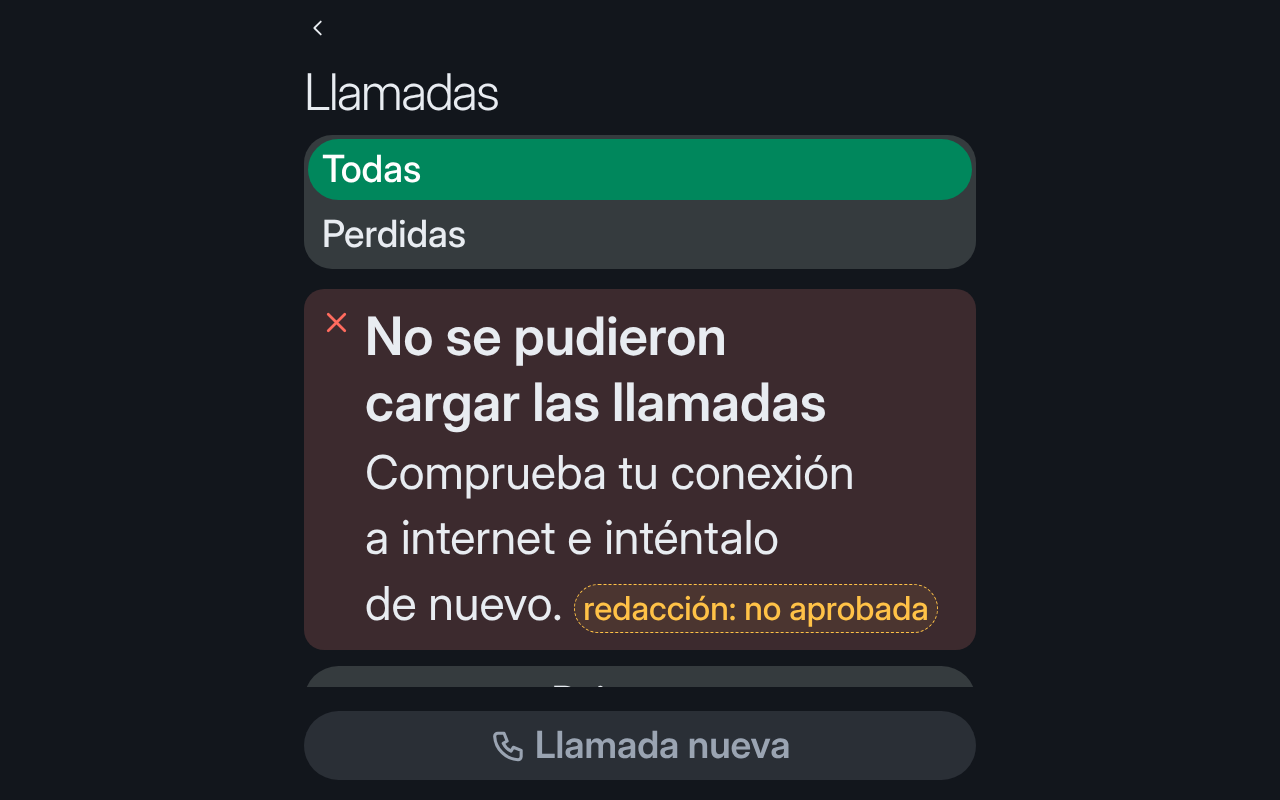 Llamadas
Todas
Perdidas
No se pudieron
cargar las llamadas
Comprueba tu conexión
a internet e inténtalo
de nuevo. redacción: no aprobada
Llamada nueva